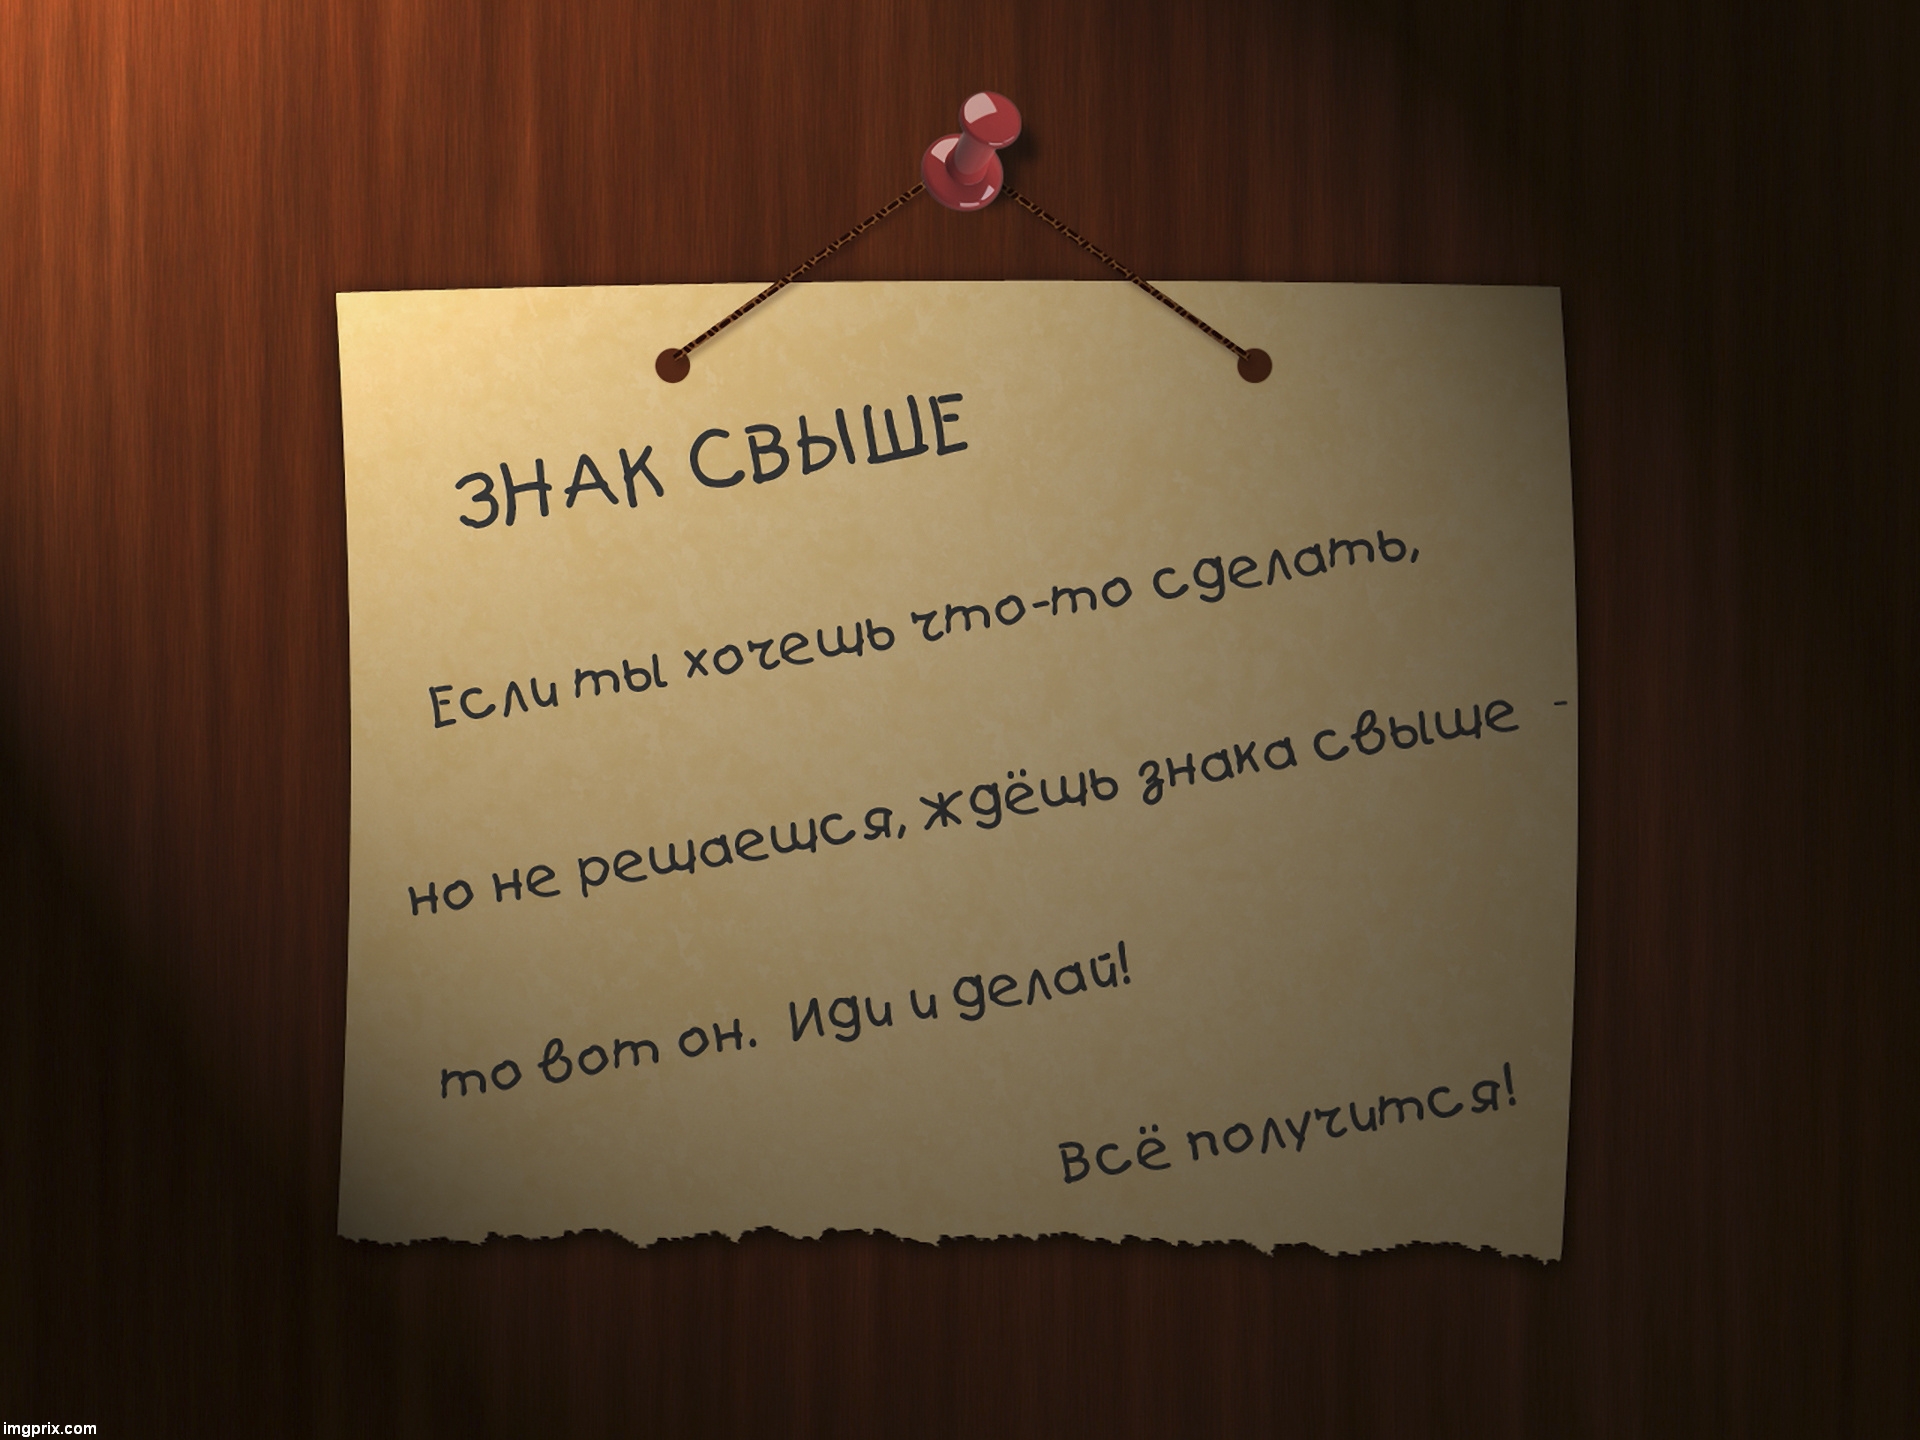 ЗНАК СВЫШЕ
Если ты хочешь что-то сделать,
но не решаешся, ждёшь знака свыше -
то вот он. Иди и делай!
Всё получится!
imgprix.com